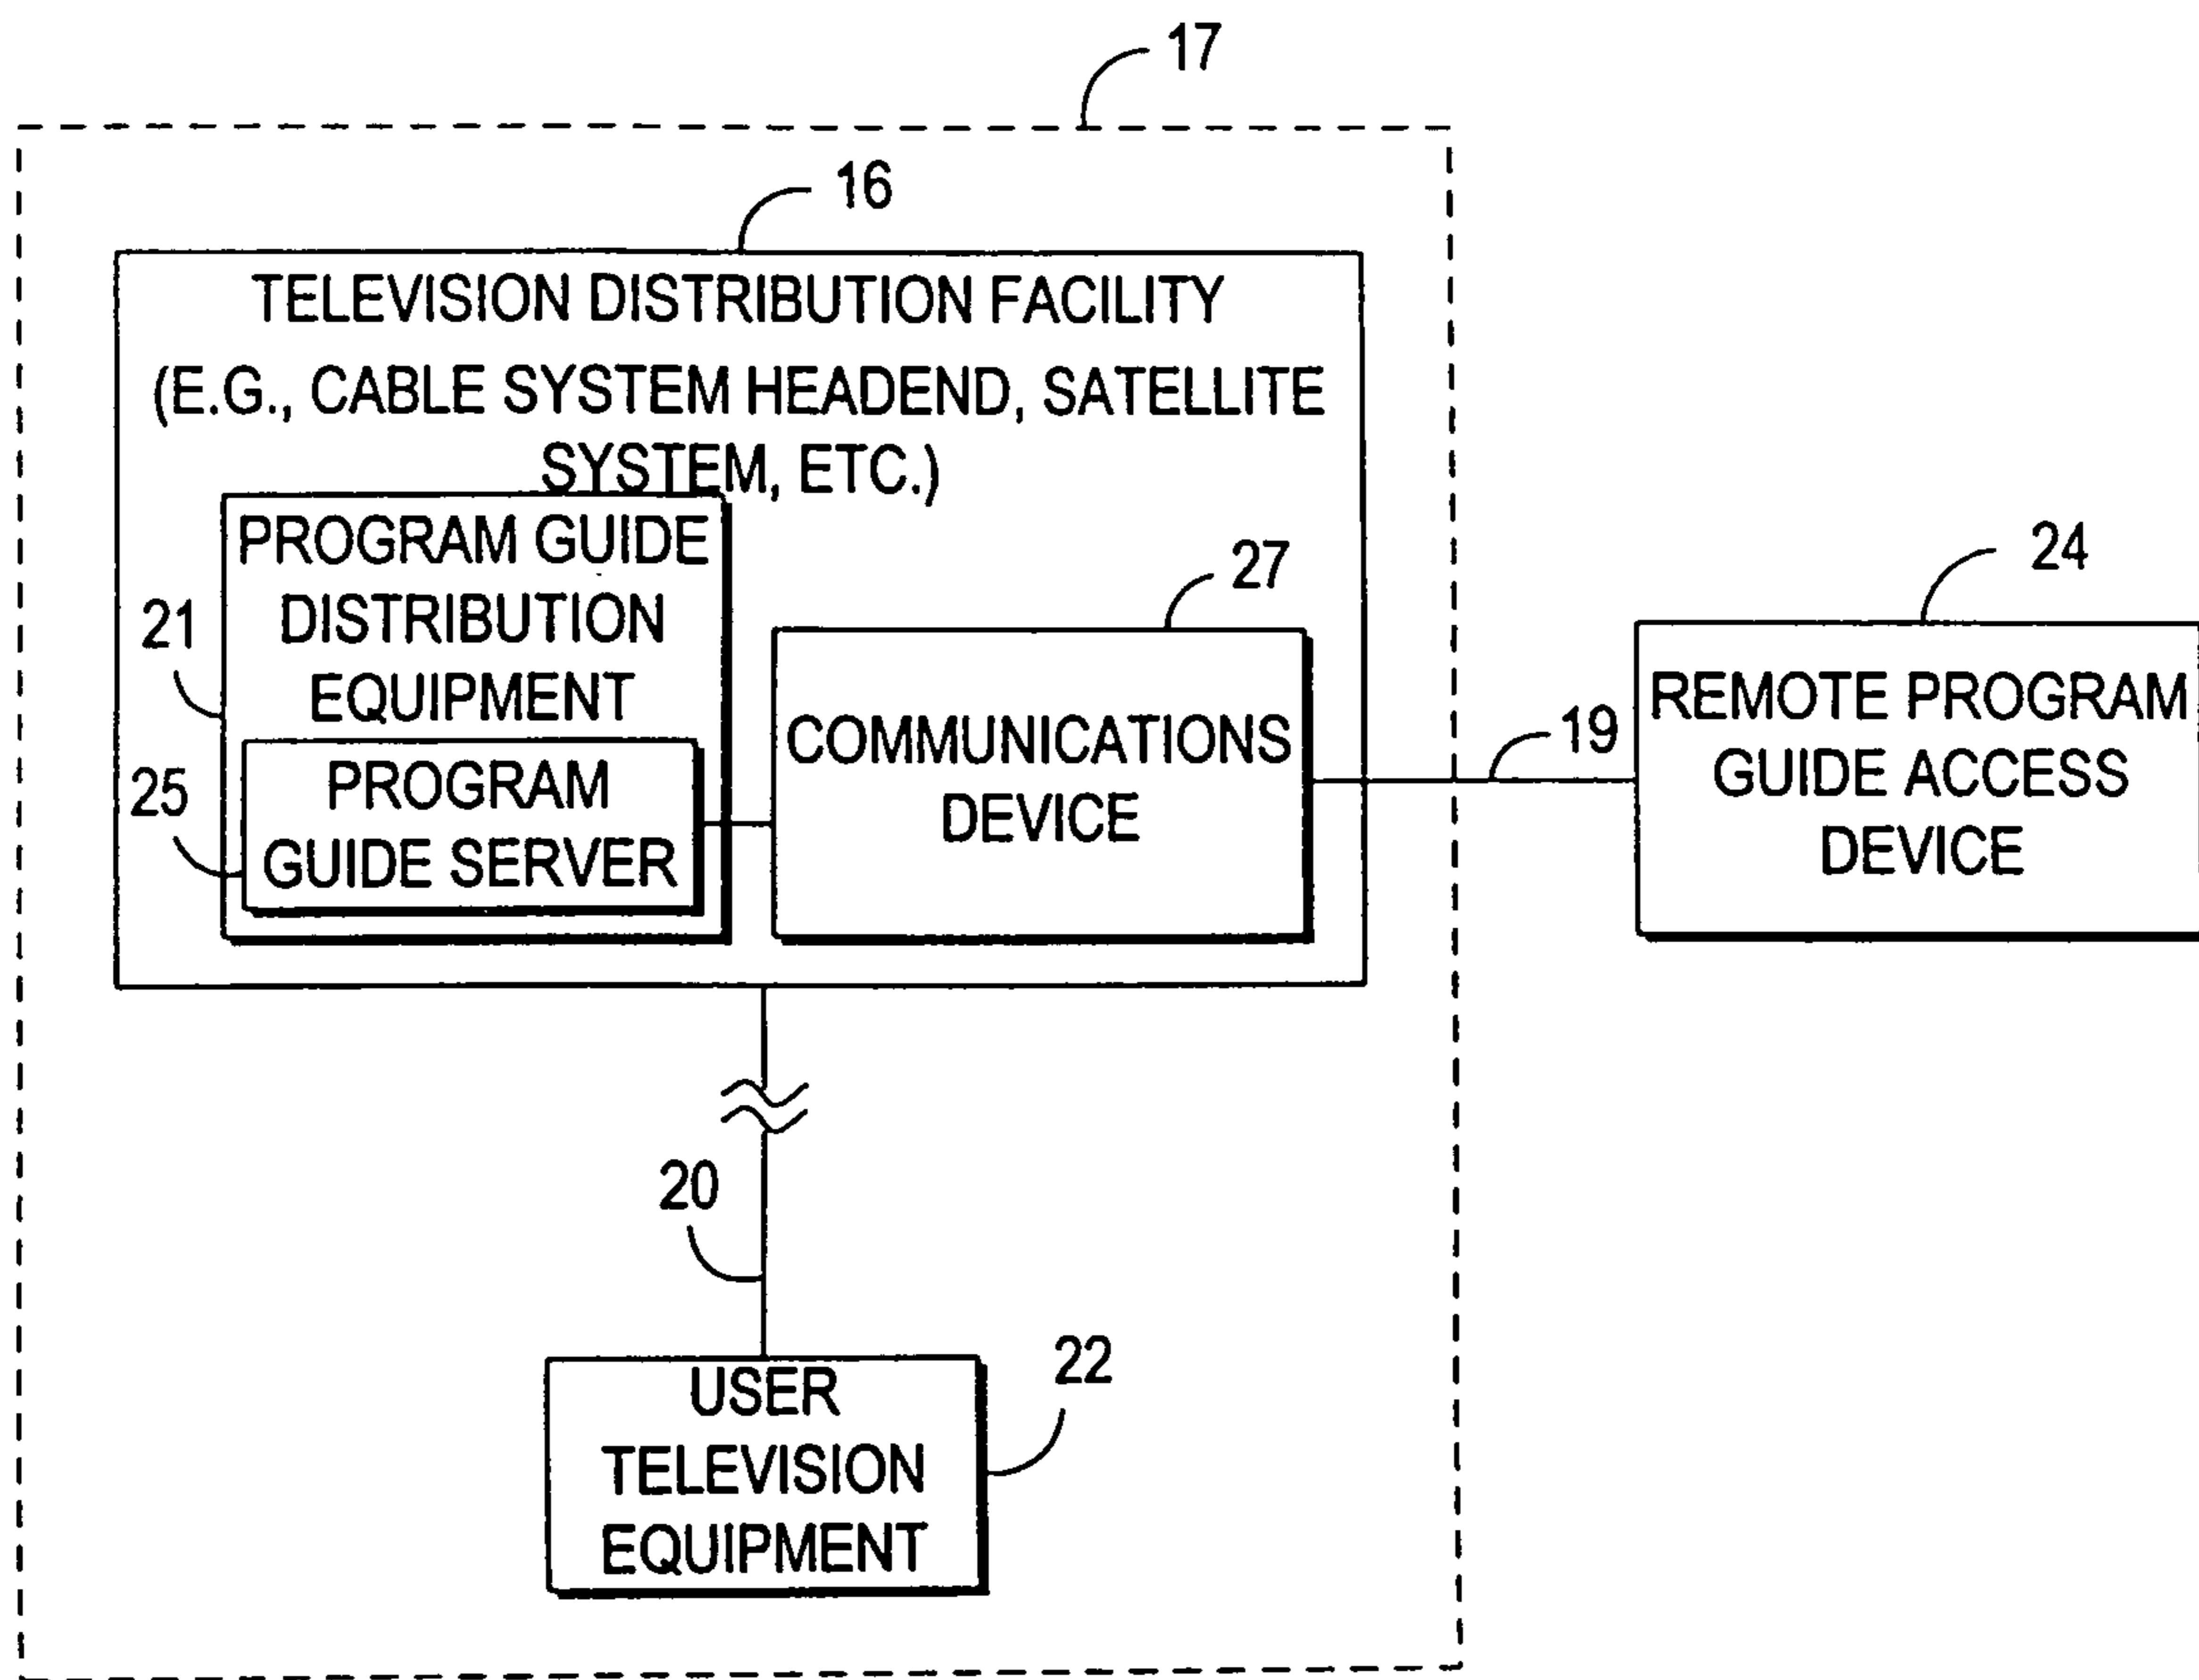 17
16
TELEVISION DISTRIBUTION FACILITY
(E.G., CABLE SYSTEM HEADEND, SATELLITE
SYSTEM, ETC.)
21
PROGRAM GUIDE
DISTRIBUTION
EQUIPMENT
25
PROGRAM
GUIDE SERVER
27
COMMUNICATIONS
DEVICE
19
24
REMOTE PROGRAM
GUIDE ACCESS
DEVICE
20
22
USER
TELEVISION
EQUIPMENT